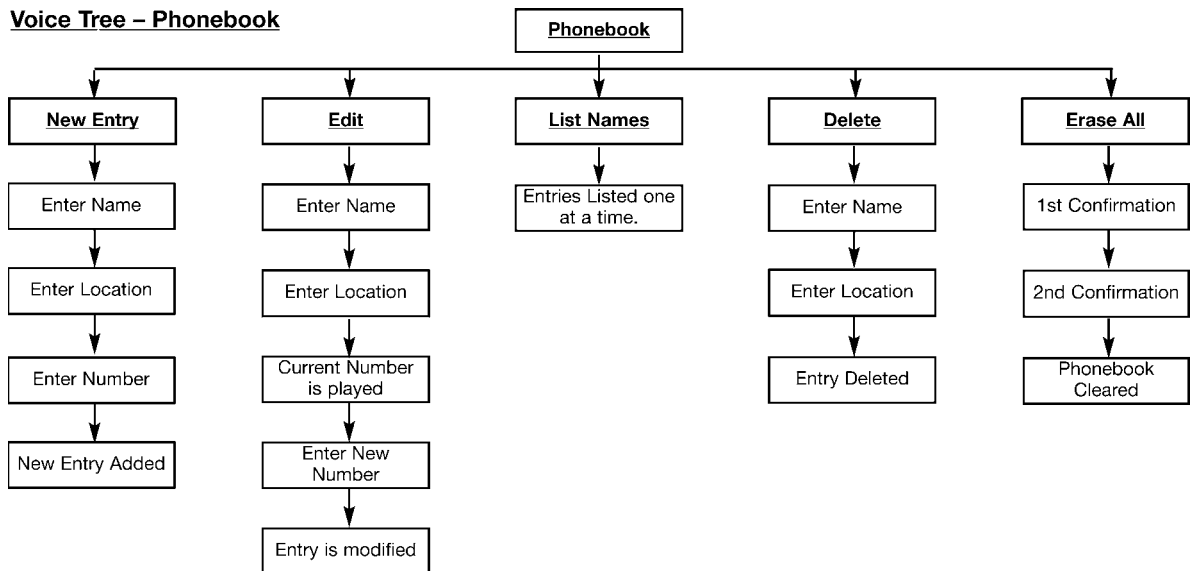 Voice Tree – Phonebook
Phonebook
New Entry
Edit
List Names
Delete
Erase All
Enter Name
Enter Name
Entries Listed one
at a time.
Enter Name
1st Confirmation
Enter Location
Enter Location
Enter Location
2nd Confirmation
Enter Number
Current Number
is played
Entry Deleted
Phonebook
Cleared
New Entry Added
Enter New
Number
Entry is modified